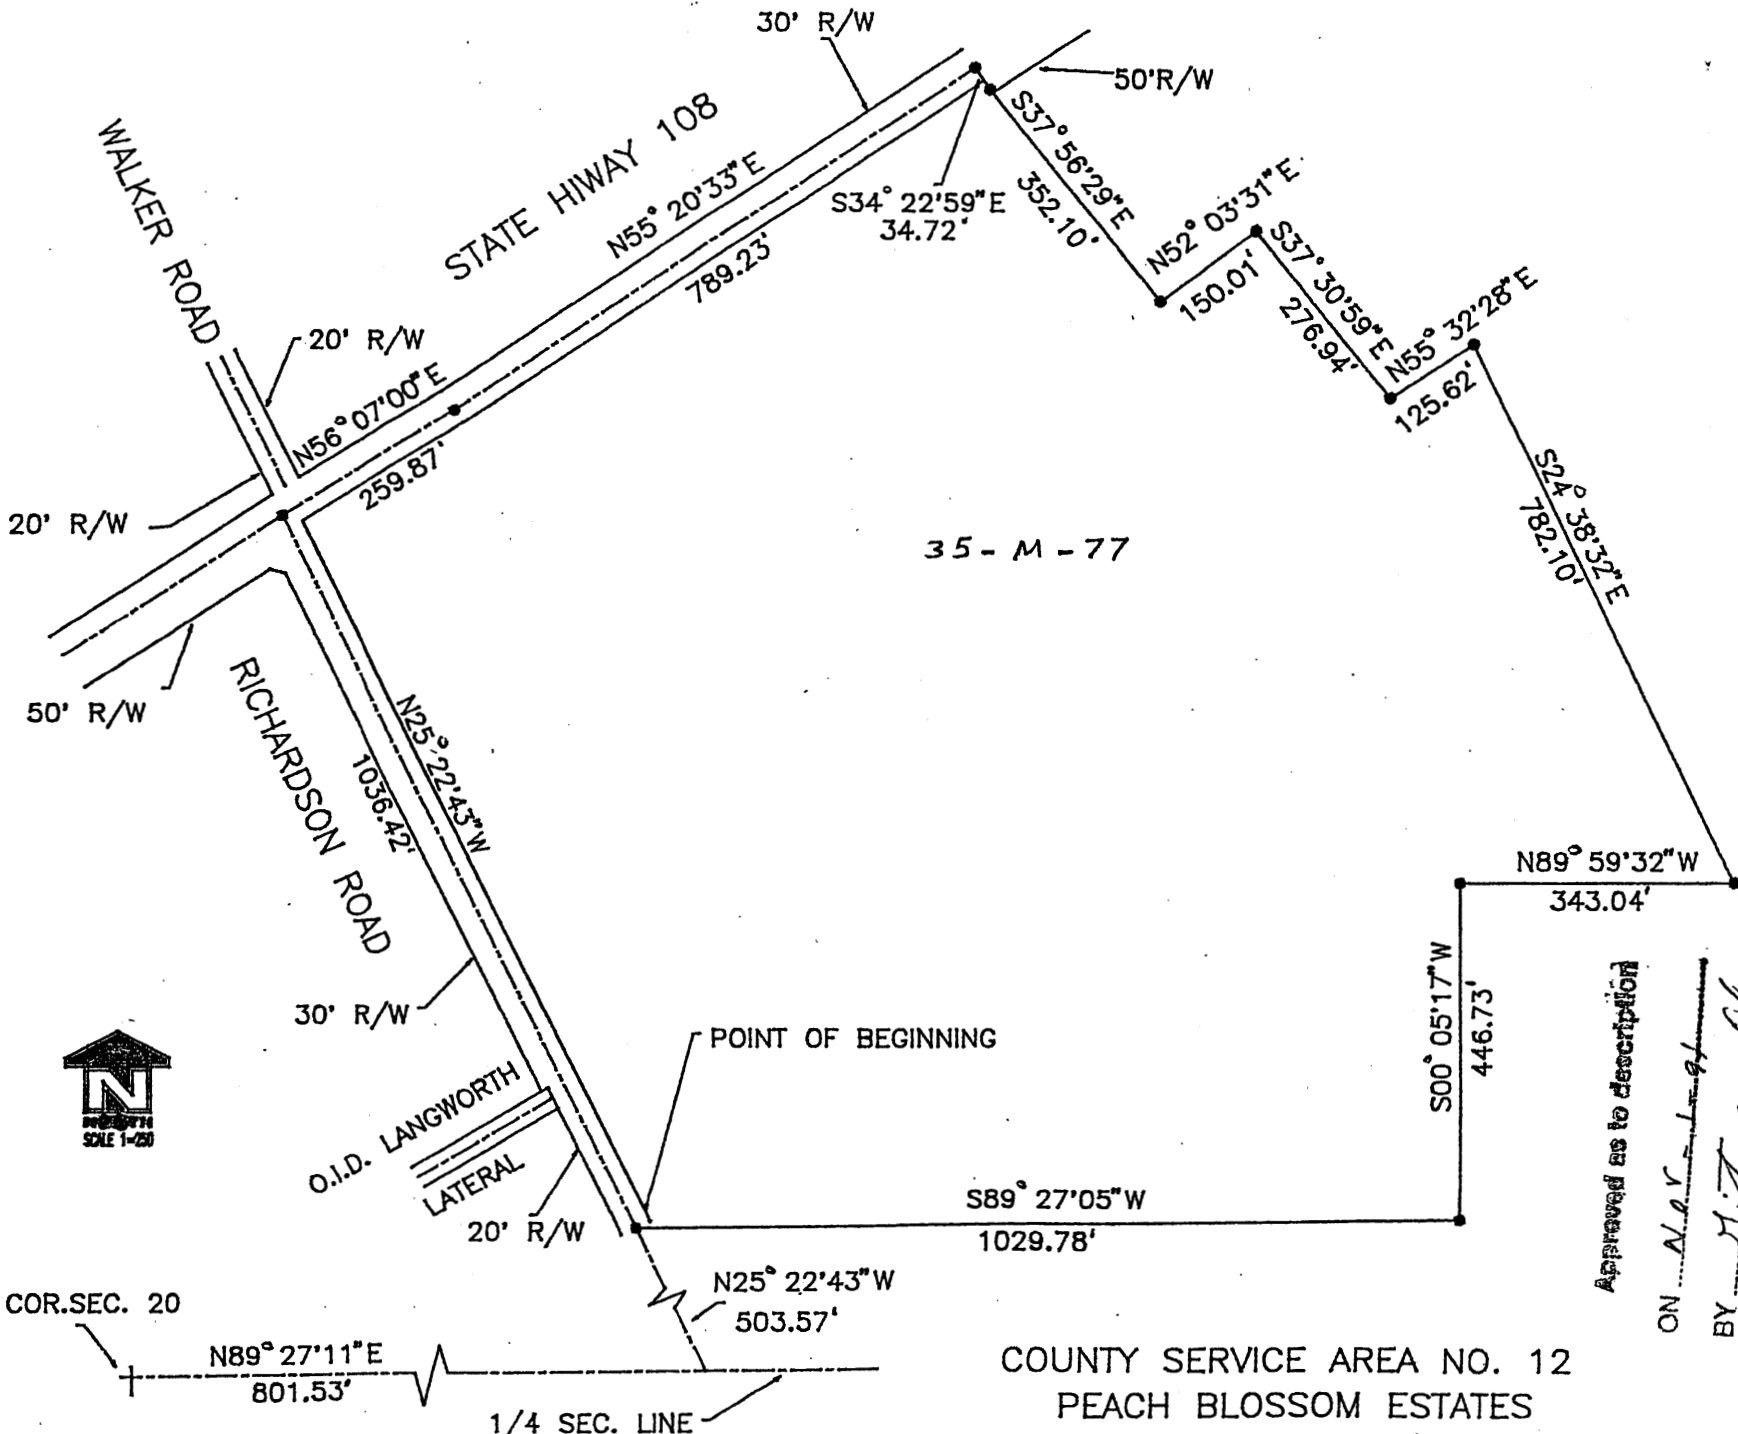 30' R/W
50'R/W
WALKER ROAD
STATE HIWAY 108
N55° 20'33"E
789.23'
S34° 22'59"E
34.72'
S37° 56'29"E
352.10'
N52° 03'31"E
150.01'
S37° 30'59"E
276.94'
N55° 32'28"E
125.62'
20' R/W
N56° 07'00"E
259.87'
20' R/W
S24° 38'32"E
782.10'
35-M-77
50' R/W
RICHARDSON ROAD
N25° 22'43"W
1036.42'
N89° 59'32"W
343.04'
S00° 05'17"W
446.73'
30' R/W
POINT OF BEGINNING
N
SCALE 1=250
O.I.D. LANGWORTH
LATERAL
20' R/W
S89° 27'05"W
1029.78'
Approved as to description
ON
BY
N25° 22'43"W
503.57'
COR.SEC. 20
N89° 27'11"E
801.53'
1/4 SEC. LINE
COUNTY SERVICE AREA NO. 12
PEACH BLOSSOM ESTATES